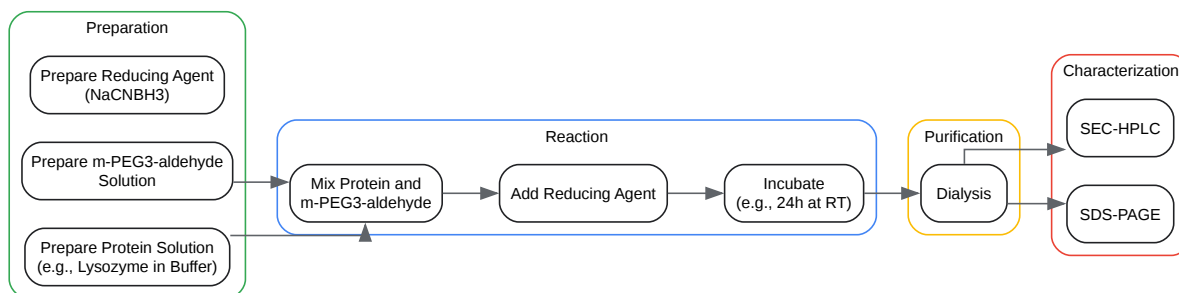 Preparation
Prepare Reducing Agent
(NaCNBH3)
Prepare m-PEG3-aldehyde
Solution
Prepare Protein Solution
(e.g., Lysozyme in Buffer)
Reaction
Mix Protein and
m-PEG3-aldehyde
Add Reducing Agent
Incubate
(e.g., 24h at RT)
Purification
Dialysis
Characterization
SEC-HPLC
SDS-PAGE